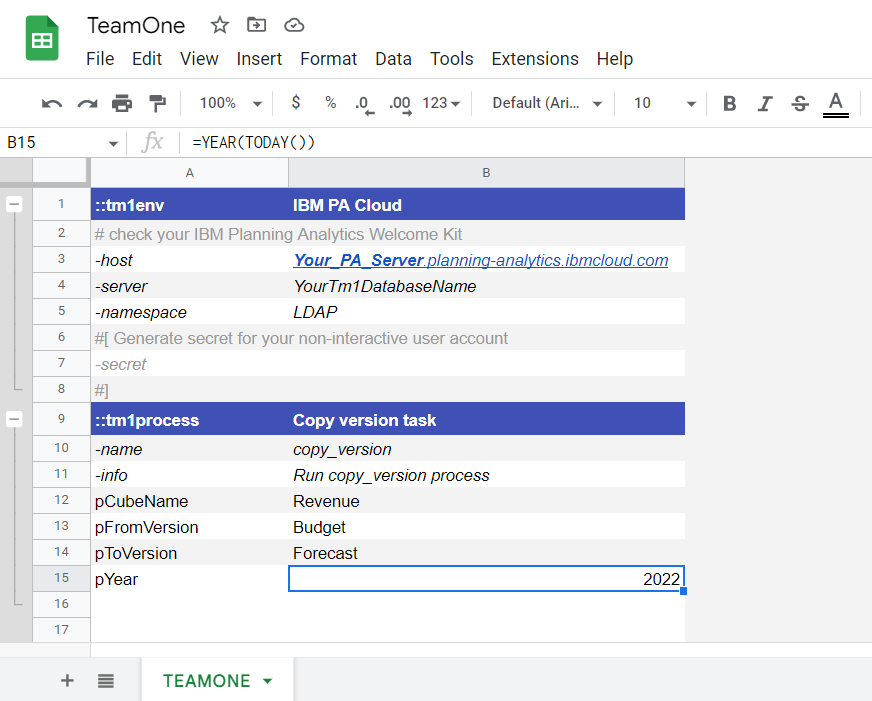 TeamOne
File Edit View Insert Format Data Tools Extensions Help
100% $ % .0 .00 123 Default (Ari... 10 B I S A
B15 fx =YEAR(TODAY())
A B
1 ::tm1env IBM PA Cloud
2 # check your IBM Planning Analytics Welcome Kit
3 -host Your_PA_Server.planning-analytics.ibmcloud.com
4 -server YourTm1DatabaseName
5 -namespace LDAP
6 #[ Generate secret for your non-interactive user account
7 -secret
8 #]
9 ::tm1process Copy version task
10 -name copy_version
11 -info Run copy_version process
12 pCubeName Revenue
13 pFromVersion Budget
14 pToVersion Forecast
15 pYear 2022
16
17
TEAMONE